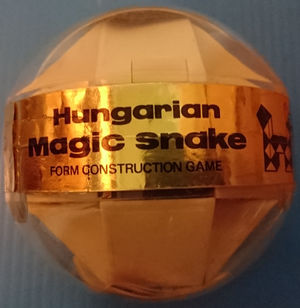 Hungarian
Magic Snake
FORM CONSTRUCTION GAME